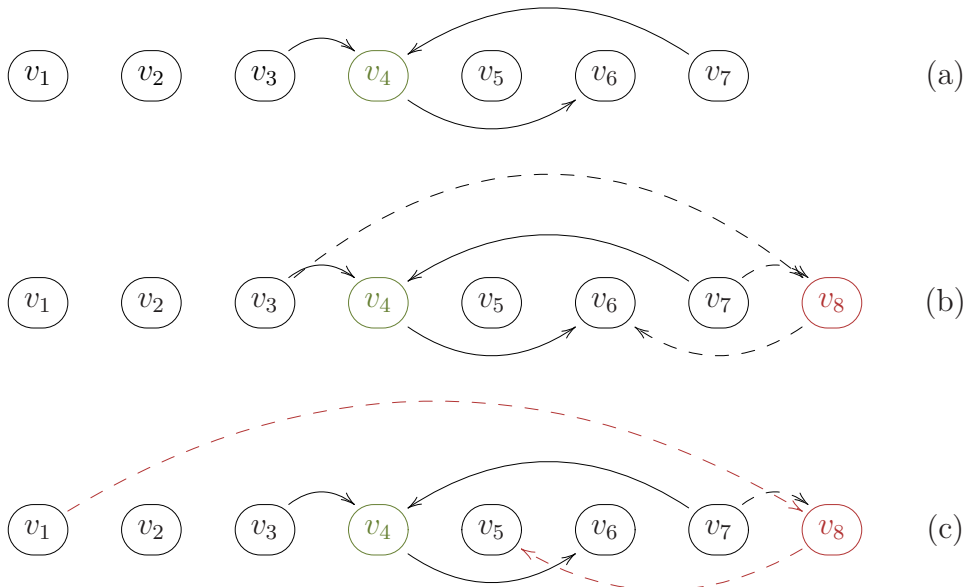 v₁ v₂ v₃ v₄ v₅ v₆ v₇ (a)
v₁ v₂ v₃ v₄ v₅ v₆ v₇ v₈ (b)
v₁ v₂ v₃ v₄ v₅ v₆ v₇ v₈ (c)